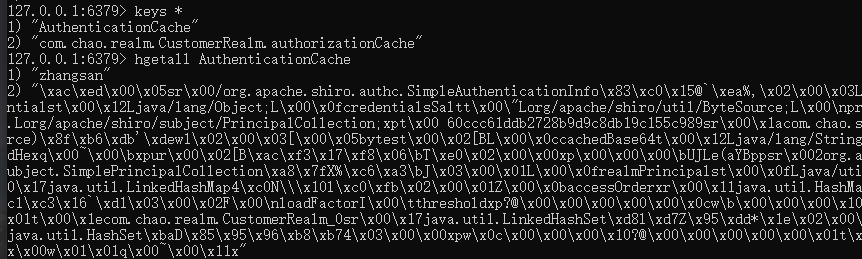 127.0.0.1:6379> keys *
1) "AuthenticationCache"
2) "com.chao.realm.CustomerRealm.authorizationCache"
127.0.0.1:6379> hgetall AuthenticationCache
1) "zhangsan"
2) "\xac\xed\x00\x05sr\x00/org.apache.shiro.authc.SimpleAuthenticationInfo\x83\xc0\x15@`\xea%,\x02\x00\x03L
ntialst\x00\x12Ljava/lang/Object;L\x00\x0fcredentialsSaltt\x00\"Lorg/apache/shiro/util/ByteSource;L\x00\npr
.Lorg/apache/shiro/subject/PrincipalCollection;xpt\x00 60ccc61ddb2728b9d9c8db19c155c989sr\x00\x1acom.chao.s
rce)\x8f\xb6\xdb'\xdew1\x02\x00\x03[\x00\x05bytest\x00\x02[BL\x00\x0ccachedBase64t\x00\x12Ljava/lang/String
dHexq\x00~\x00\bxpur\x00\x02[B\xac\xf3\x17\xf8\x06\bT\xe0\x02\x00\x00xp\x00\x00\x00\bUJLe(aYBppsr\x002org.a
ubject.SimplePrincipalCollection\xa8\x7fX%\xc6\xa3\bJ\x03\x00\x01L\x00\x0frealmPrincipalst\x00\x0fLjava/uti
0\x17java.util.LinkedHashMap4\xc0N\\\x101\xc0\xfb\x02\x00\x01Z\x00\x0baccessOrderxr\x00\x11java.util.HashMa
c1\xc3\x16`\xd1\x03\x00\x02F\x00\nloadFactorI\x00\tthresholdxp?@\x00\x00\x00\x00\x00\x0cw\b\x00\x00\x00\x10
\x01t\x00\x1ecom.chao.realm.CustomerRealm_0sr\x00\x17java.util.LinkedHashSet\xd81\xd7Z\x95\xdd*\x1e\x02\x00
java.util.HashSet\xbaD\x85\x95\x96\xb8\xb74\x03\x00\x00xpw\x0c\x00\x00\x00\x10?@\x00\x00\x00\x00\x00\x01t\x
x\x00w\x01\x01q\x00~\x00\x11x"